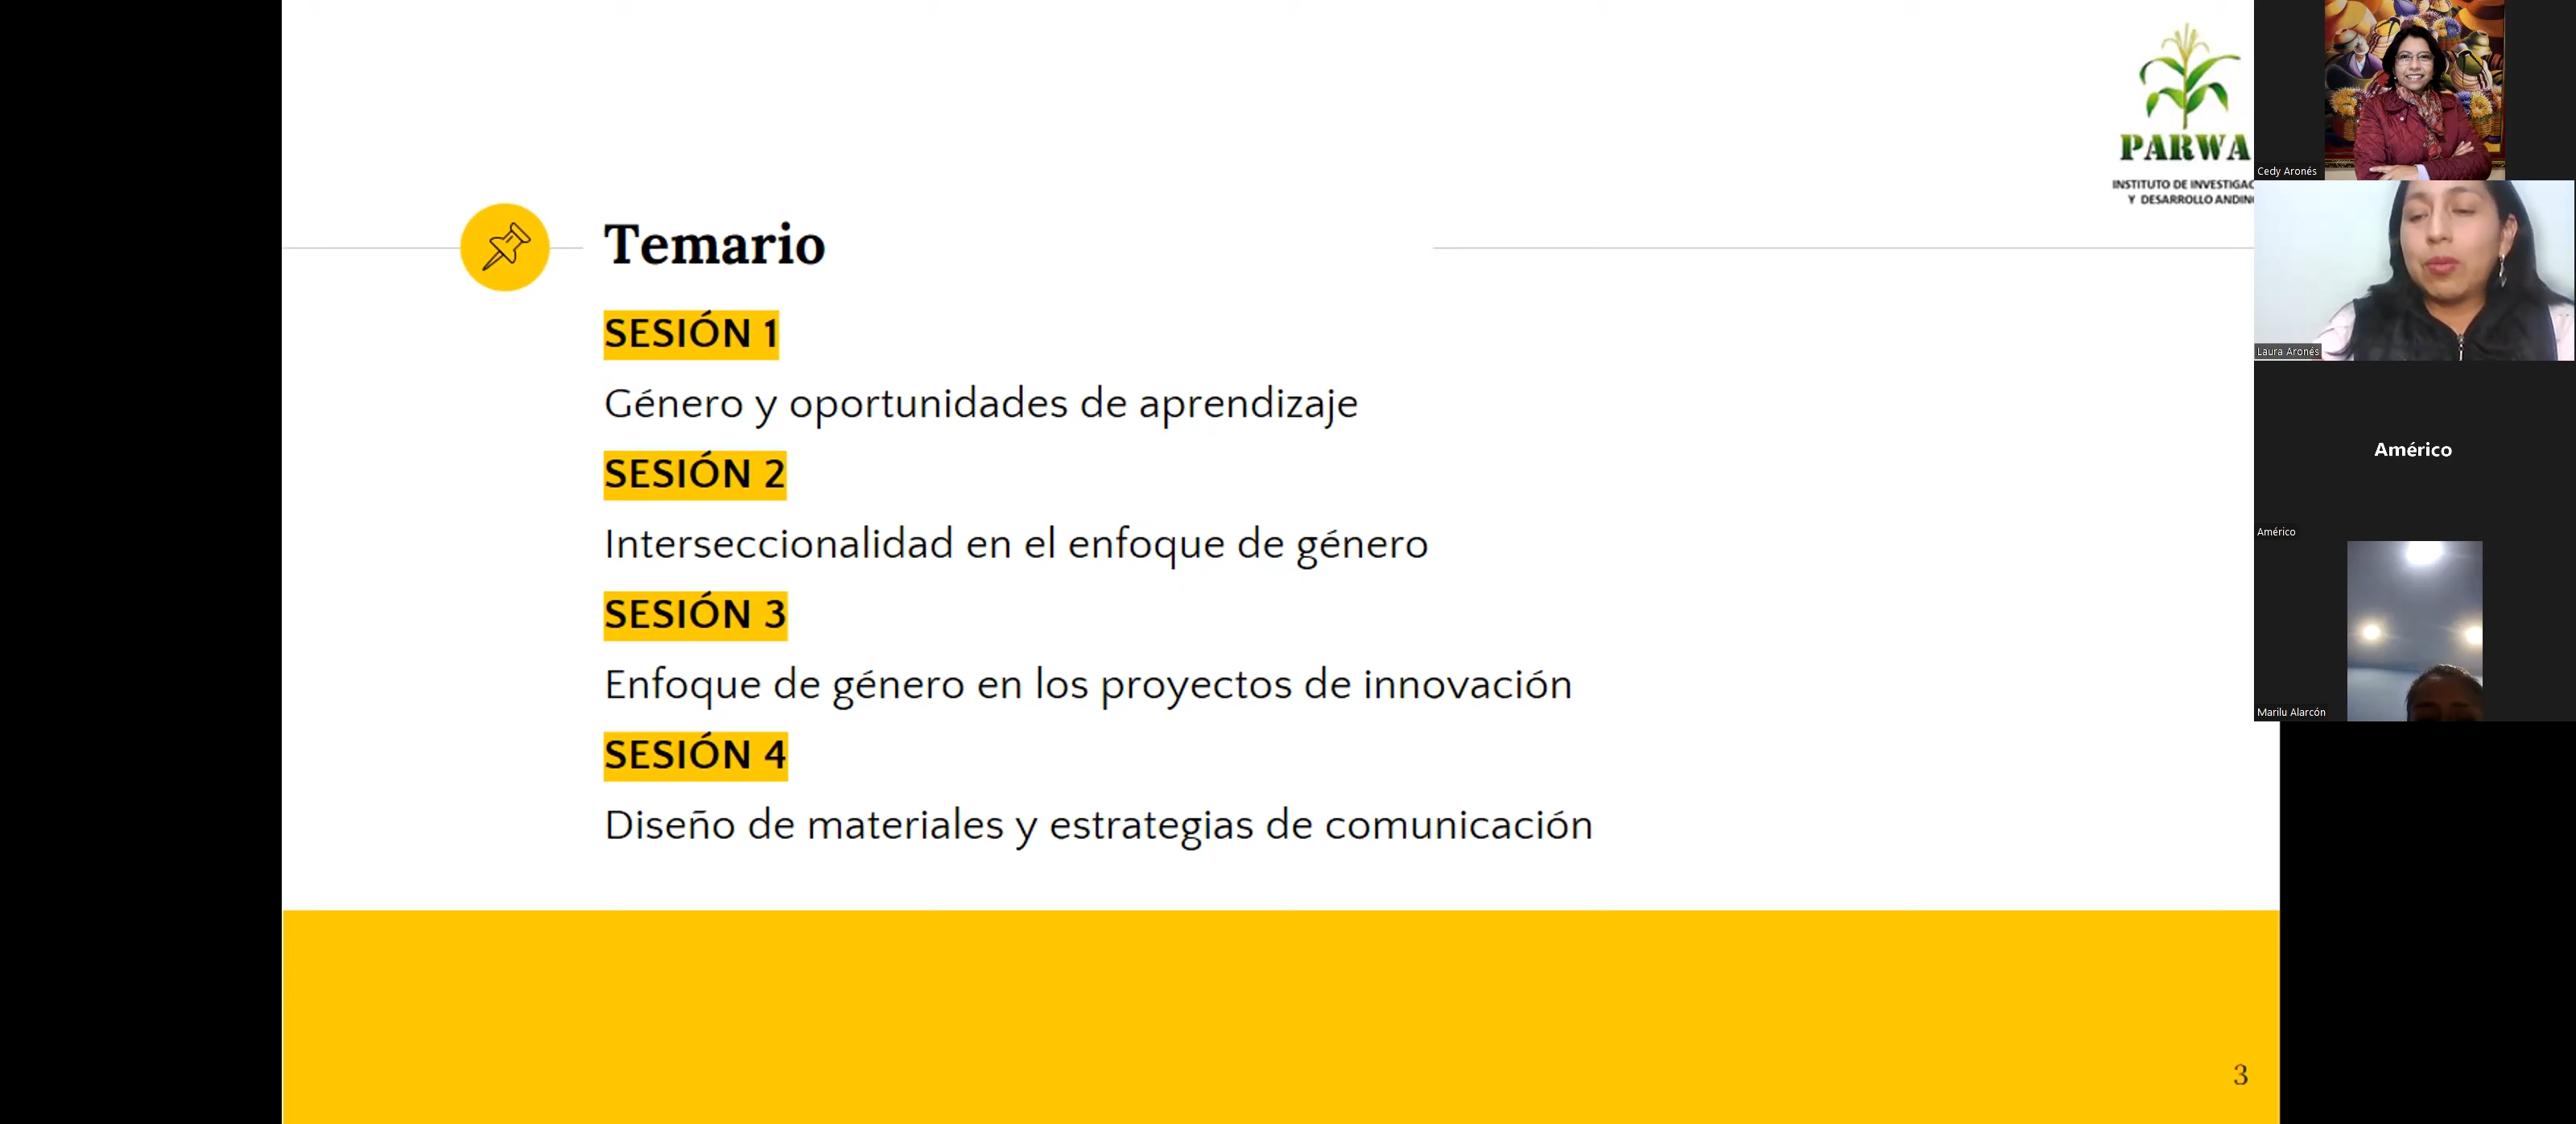 PARWA
INSTITUTO DE INVESTIGAC
Y DESARROLLO ANDIN
Temario
SESIÓN 1
Género y oportunidades de aprendizaje
SESIÓN 2
Interseccionalidad en el enfoque de género
SESIÓN 3
Enfoque de género en los proyectos de innovación
SESIÓN 4
Diseño de materiales y estrategias de comunicación
3
Cedy Aronés
Laura Aronés
Américo
Américo
Marilu Alarcón